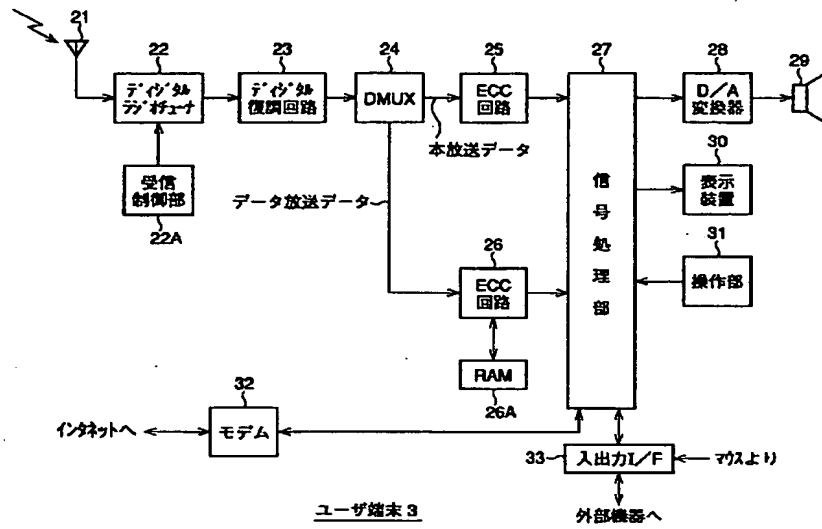 21
22
23
24
25
27
28
29
ディジタル
ラジオチューナ
ディジタル
復調回路
DMUX
ECC
回路
D/A
変換器
本放送データ
30
受信
制御部
データ放送データ
表示
装置
22A
信号処理部
31
26
操作部
ECC
回路
RAM
26A
32
インタネットへ
モデム
33
入出力I/F
マウスより
ユーザ端末3
外部機器へ